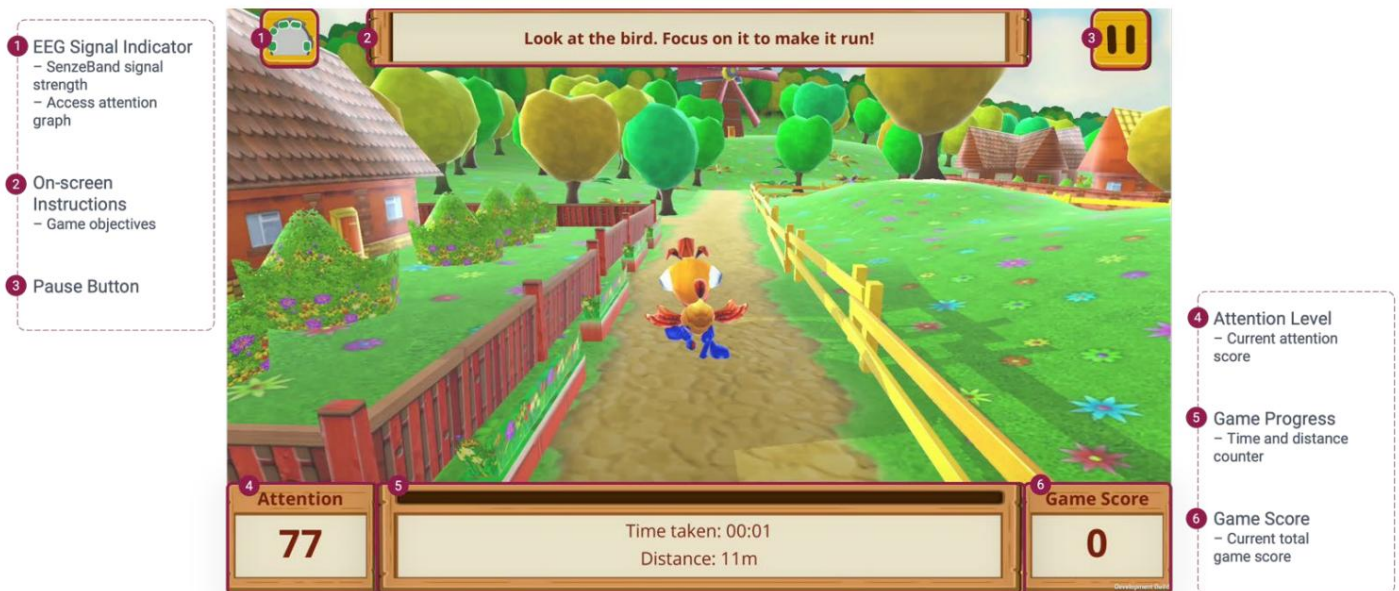 1 EEG Signal Indicator
– SenzeBand signal
strength
– Access attention
graph
2 On-screen
Instructions
– Game objectives
3 Pause Button
1
2 Look at the bird. Focus on it to make it run!
3
4 Attention
77
5
Time taken: 00:01
Distance: 11m
6 Game Score
0
Development Build
4 Attention Level
– Current attention
score
5 Game Progress
– Time and distance
counter
6 Game Score
– Current total
game score